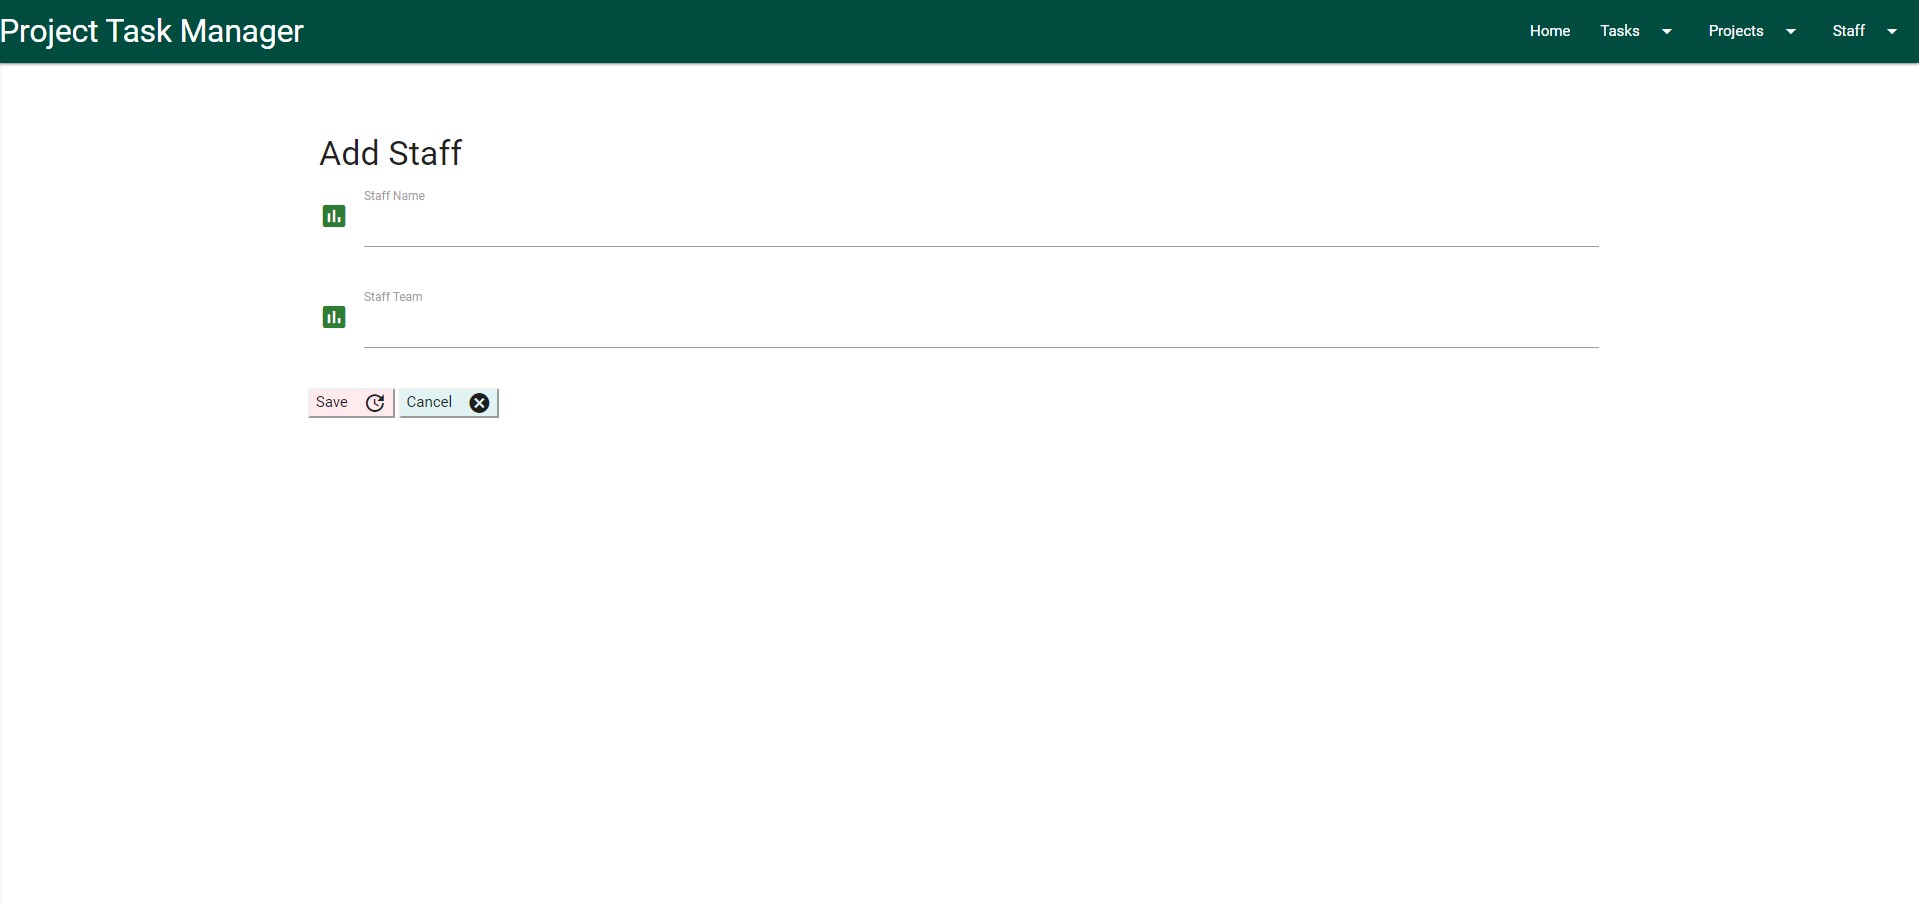 Project Task Manager
Home Tasks Projects Staff
Add Staff
Staff Name
Staff Team
Save Cancel